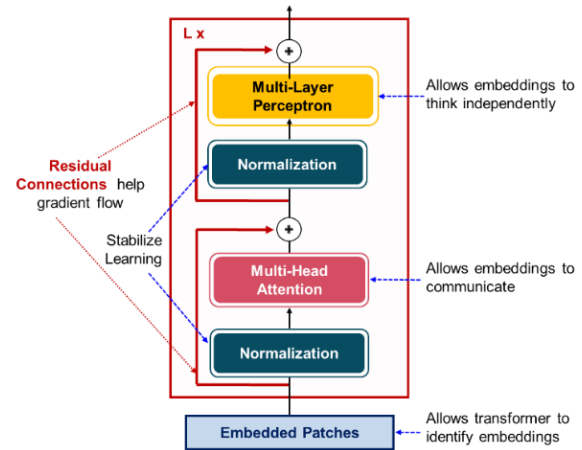 L x
Multi-Layer
Perceptron
Allows embeddings to
think independently
Normalization
Residual
Connections help
gradient flow
Stabilize
Learning
Multi-Head
Attention
Allows embeddings to
communicate
Normalization
Embedded Patches
Allows transformer to
identify embeddings